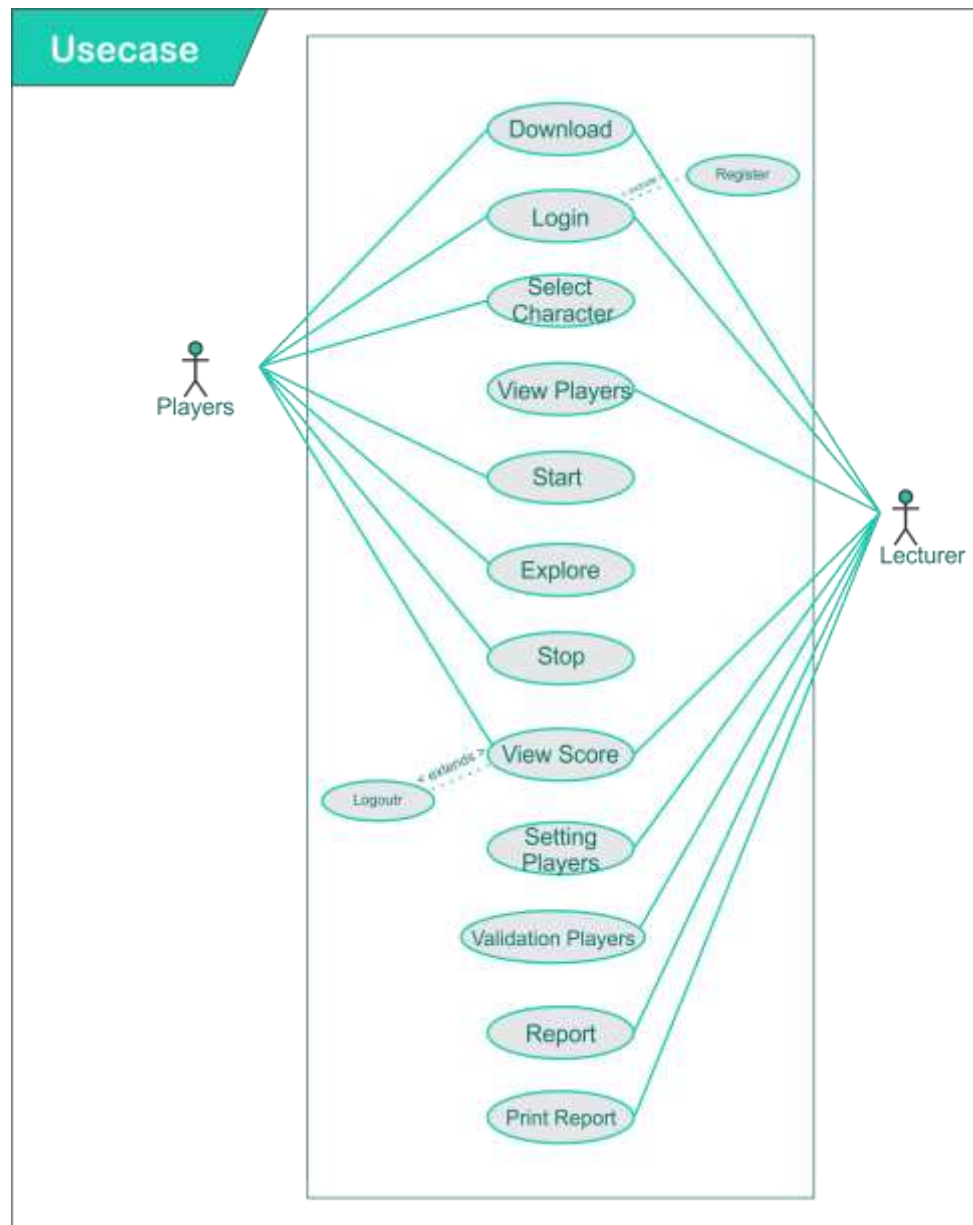 Usecase
Download
< include >
Register
Login
Select
Character
Players
View Players
Start
Lecturer
Explore
Stop
View Score
< extends >
Logoutr
Setting
Players
Validation Players
Report
Print Report